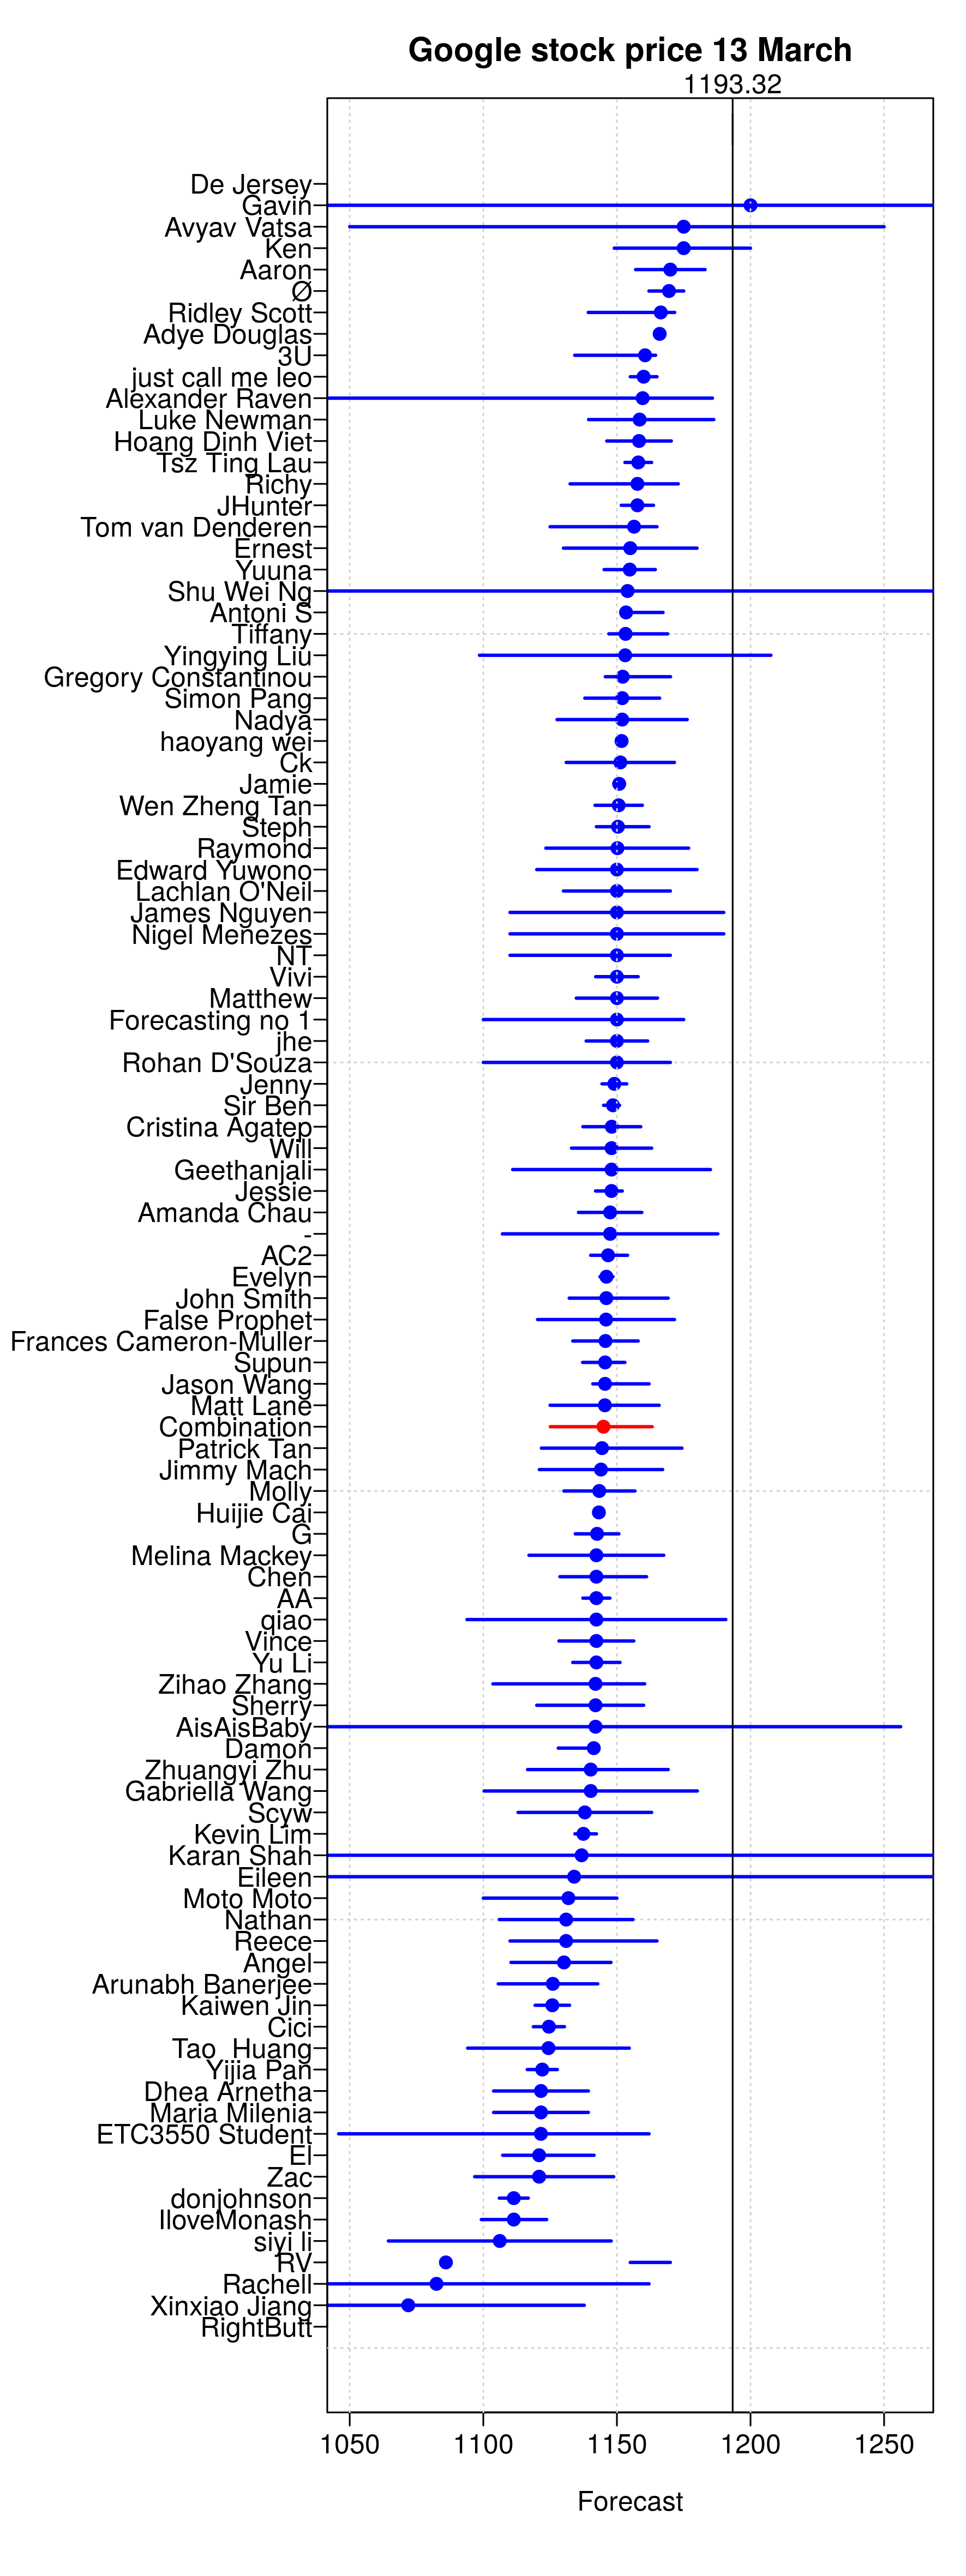 Google stock price 13 March
1193.32
De Jersey
Gavin
Avyav Vatsa
Ken
Aaron
Ø
Ridley Scott
Adye Douglas
3U
just call me leo
Alexander Raven
Luke Newman
Hoang Dinh Viet
Tsz Ting Lau
Richy
JHunter
Tom van Denderen
Ernest
Yuuna
Shu Wei Ng
Antoni S
Tiffany
Yingying Liu
Gregory Constantinou
Simon Pang
Nadya
haoyang wei
Ck
Jamie
Wen Zheng Tan
Steph
Raymond
Edward Yuwono
Lachlan O'Neil
James Nguyen
Nigel Menezes
NT
Vivi
Matthew
Forecasting no 1
jhe
Rohan D'Souza
Jenny
Sir Ben
Cristina Agatep
Will
Geethanjali
Jessie
Amanda Chau
-
AC2
Evelyn
John Smith
False Prophet
Frances Cameron-Muller
Supun
Jason Wang
Matt Lane
Combination
Patrick Tan
Jimmy Mach
Molly
Huijie Cai
G
Melina Mackey
Chen
AA
qiao
Vince
Yu Li
Zihao Zhang
Sherry
AisAisBaby
Damon
Zhuangyi Zhu
Gabriella Wang
Scyw
Kevin Lim
Karan Shah
Eileen
Moto Moto
Nathan
Reece
Angel
Arunabh Banerjee
Kaiwen Jin
Cici
Tao  Huang
Yijia Pan
Dhea Arnetha
Maria Milenia
ETC3550 Student
El
Zac
donjohnson
IloveMonash
siyi li
RV
Rachell
Xinxiao Jiang
RightButt
1050 1100 1150 1200 1250
Forecast